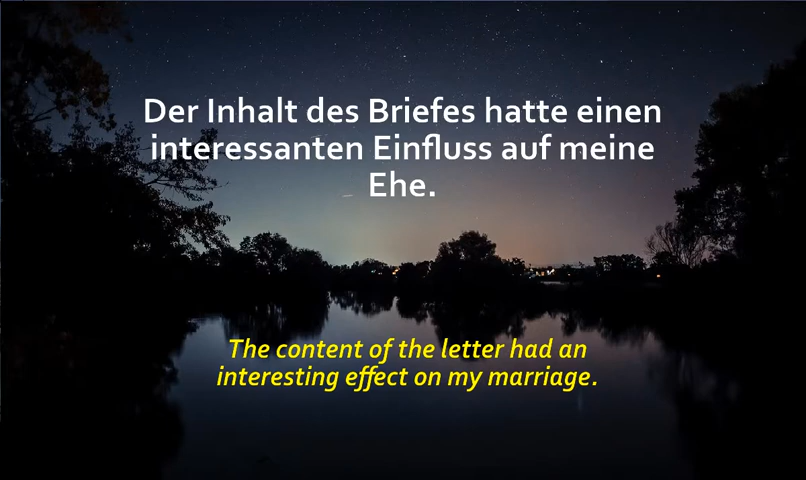 Der Inhalt des Briefes hatte einen
interessanten Einfluss auf meine
Ehe.
The content of the letter had an
interesting effect on my marriage.